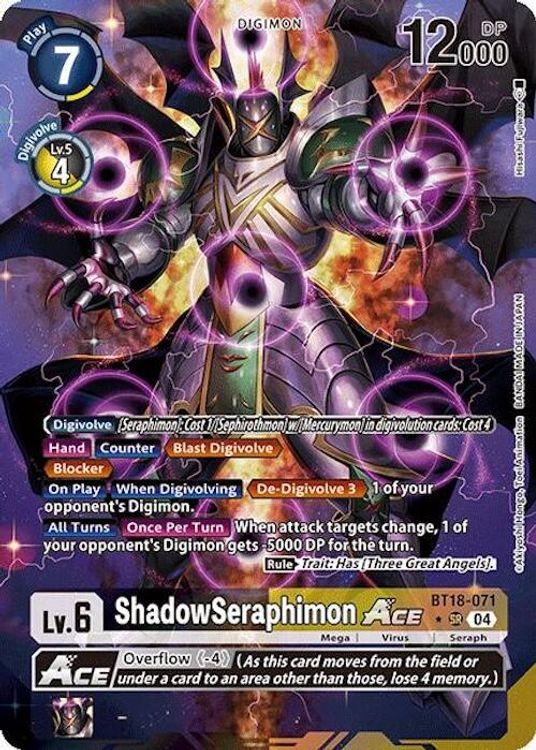 DIGIMON
Play
7
12000
DP
Digivolve
Lv.5
4
Hisashi Fujiwara
©Akiyoshi Hongo, Toei Animation BANDAI MADE IN JAPAN
Digivolve [Seraphimon]: Cost 1/[Sephirothmon] w/[Mercurymon] in digivolution cards: Cost 4
Hand Counter Blast Digivolve
Blocker
On Play When Digivolving De-Digivolve 3 1 of your
opponent's Digimon.
All Turns Once Per Turn When attack targets change, 1 of
your opponent's Digimon gets -5000 DP for the turn.
Rule Trait: Has [Three Great Angels].
Lv.6 ShadowSeraphimon ACE BT18-071
SR 04
Mega Virus Seraph
ACE Overflow ⟨-4⟩ (As this card moves from the field or
under a card to an area other than those, lose 4 memory.)
-